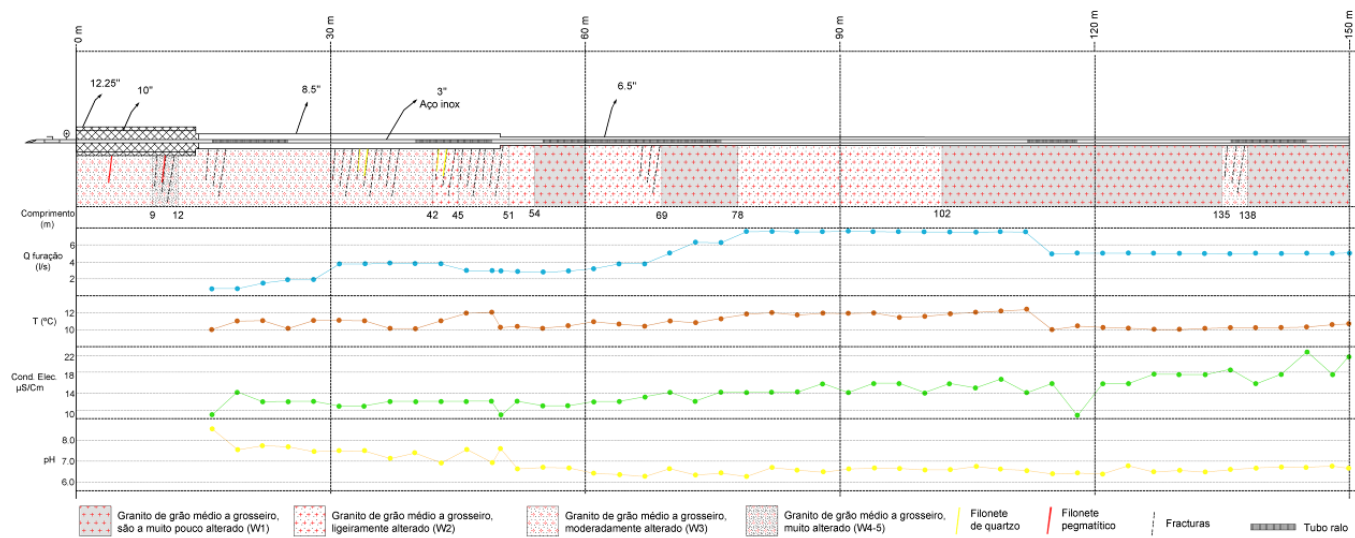 0 m
30 m
60 m
90 m
120 m
150 m
12.25"
10"
8.5"
3"
Aço inox
6.5"
Comprimento
(m)
9
12
42
45
51
54
69
78
102
135
138
Q furação
(l/s)
6
4
2
T (ºC)
12
10
Cond. Elec.
µS/Cm
22
18
14
10
pH
8.0
7.0
6.0
Granito de grão médio a grosseiro,
são a muito pouco alterado (W1)
Granito de grão médio a grosseiro,
ligeiramente alterado (W2)
Granito de grão médio a grosseiro,
moderadamente alterado (W3)
Granito de grão médio a grosseiro,
muito alterado (W4-5)
Filonete
de quartzo
Filonete
pegmatítico
Fracturas
Tubo ralo